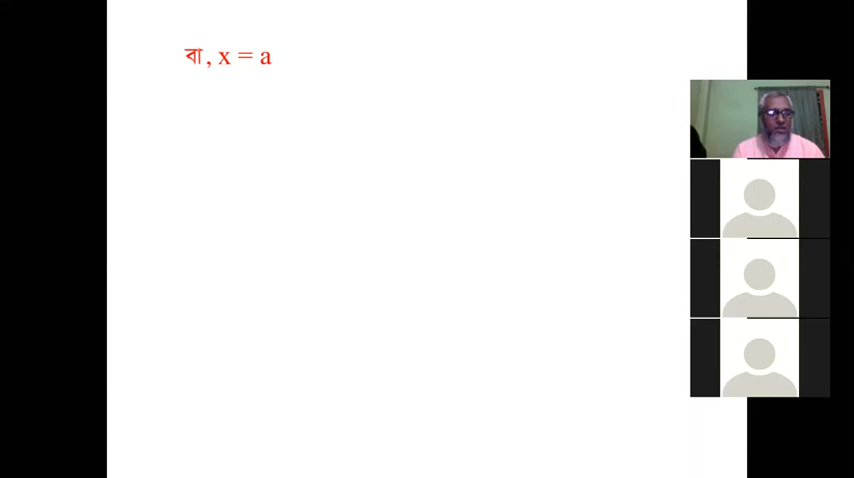 বা, x = a